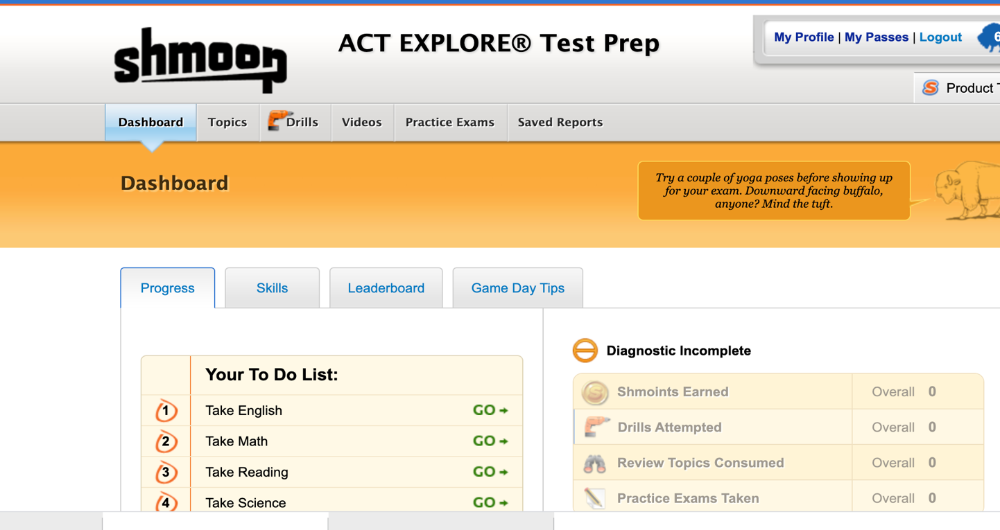 shmoop
ACT EXPLORE® Test Prep
My Profile | My Passes | Logout
6
Product
Dashboard
Topics
Drills
Videos
Practice Exams
Saved Reports
Dashboard
Try a couple of yoga poses before showing up
for your exam. Downward facing buffalo,
anyone? Mind the tuft.
Progress
Skills
Leaderboard
Game Day Tips
Your To Do List:
1 Take English GO
2 Take Math GO
3 Take Reading GO
4 Take Science GO
Diagnostic Incomplete
Shmoints Earned Overall 0
Drills Attempted Overall 0
Review Topics Consumed Overall 0
Practice Exams Taken Overall 0